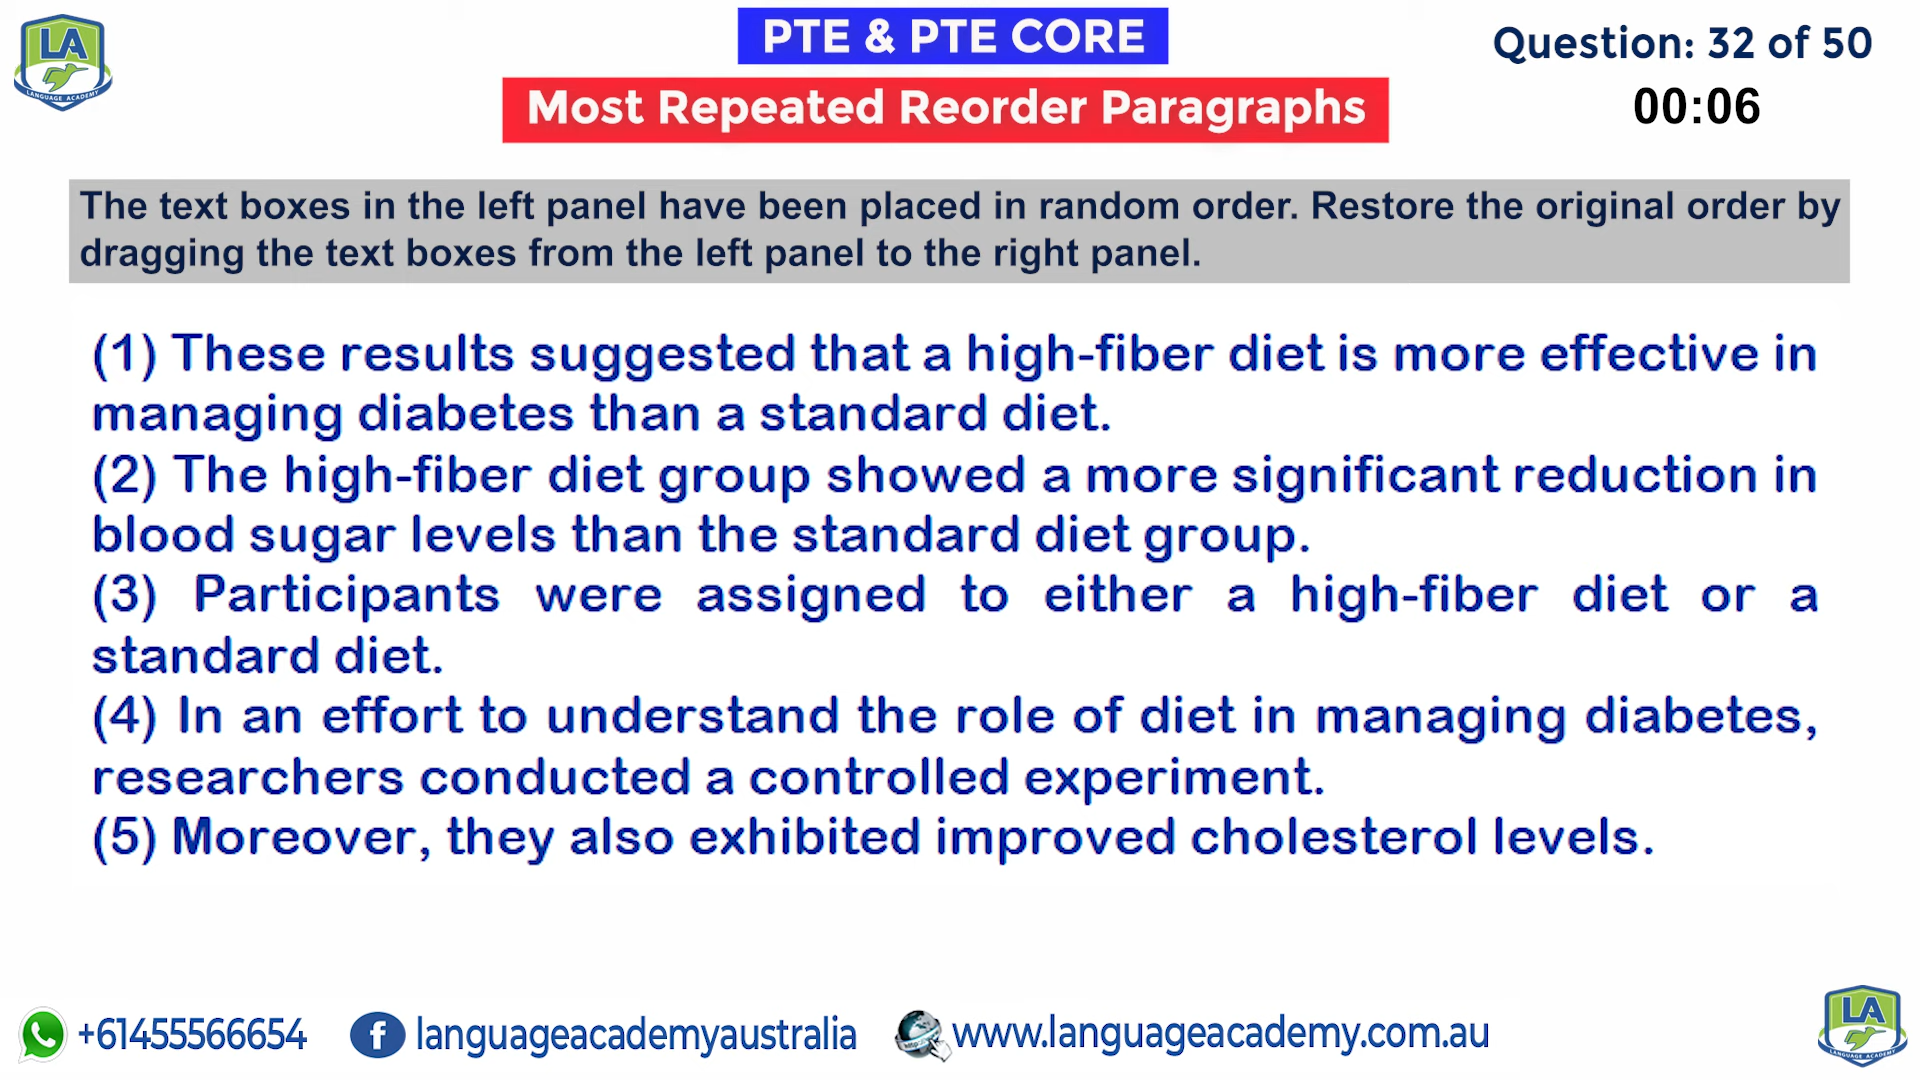 LA
LANGUAGE ACADEMY
PTE & PTE CORE
Most Repeated Reorder Paragraphs
Question: 32 of 50
00:06
The text boxes in the left panel have been placed in random order. Restore the original order by
dragging the text boxes from the left panel to the right panel.
(1) These results suggested that a high-fiber diet is more effective in
managing diabetes than a standard diet.
(2) The high-fiber diet group showed a more significant reduction in
blood sugar levels than the standard diet group.
(3) Participants were assigned to either a high-fiber diet or a
standard diet.
(4) In an effort to understand the role of diet in managing diabetes,
researchers conducted a controlled experiment.
(5) Moreover, they also exhibited improved cholesterol levels.
+61455566654
f languageacademyaustralia
http
www.languageacademy.com.au
LA
LANGUAGE ACADEMY